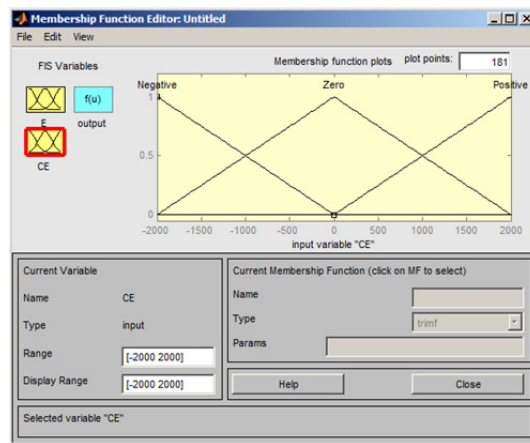 Membership Function Editor: Untitled
File Edit View
FIS Variables
f(u)
E output
CE
Membership function plots plot points: 181
Negative Zero Positive
1
0.5
0
-2000 -1500 -1000 -500 0 500 1000 1500 2000
input variable "CE"
Current Variable
Name CE
Type input
Range [-2000 2000]
Display Range [-2000 2000]
Current Membership Function (click on MF to select)
Name
Type trimf
Params
Help Close
Selected variable "CE"